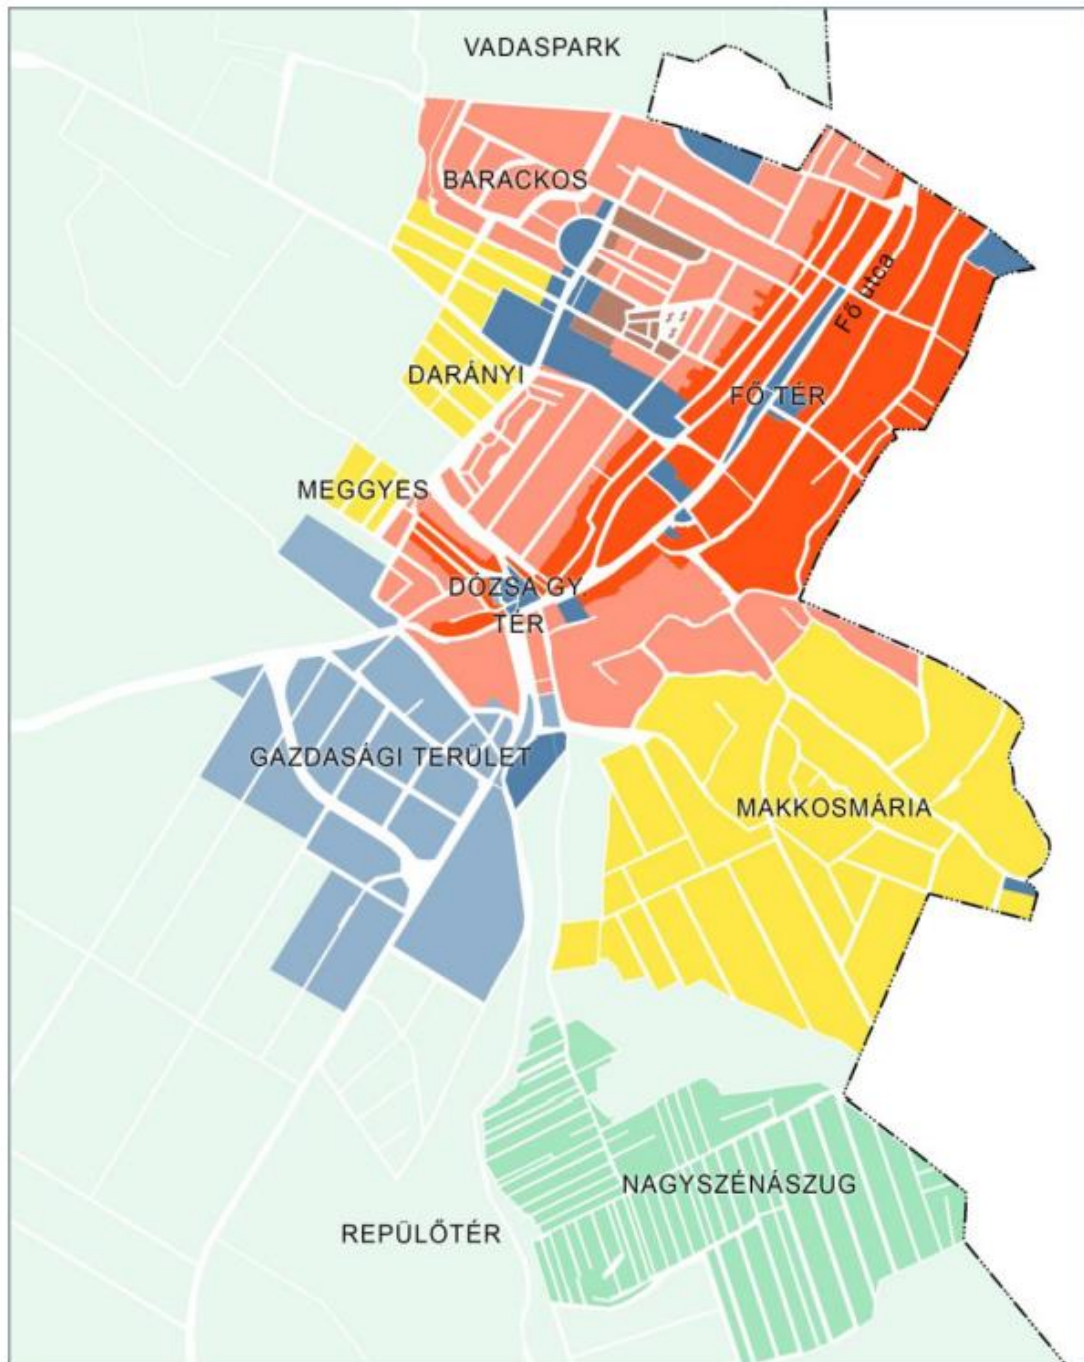 VADASPARK
BARACKOS
Fő utca
DARÁNYI
FŐ TÉR
MEGGYES
DÓZSA GY
TÉR
GAZDASÁGI TERÜLET
MAKKOSMÁRIA
NAGYSZÉNÁSZUG
REPÜLŐTÉR